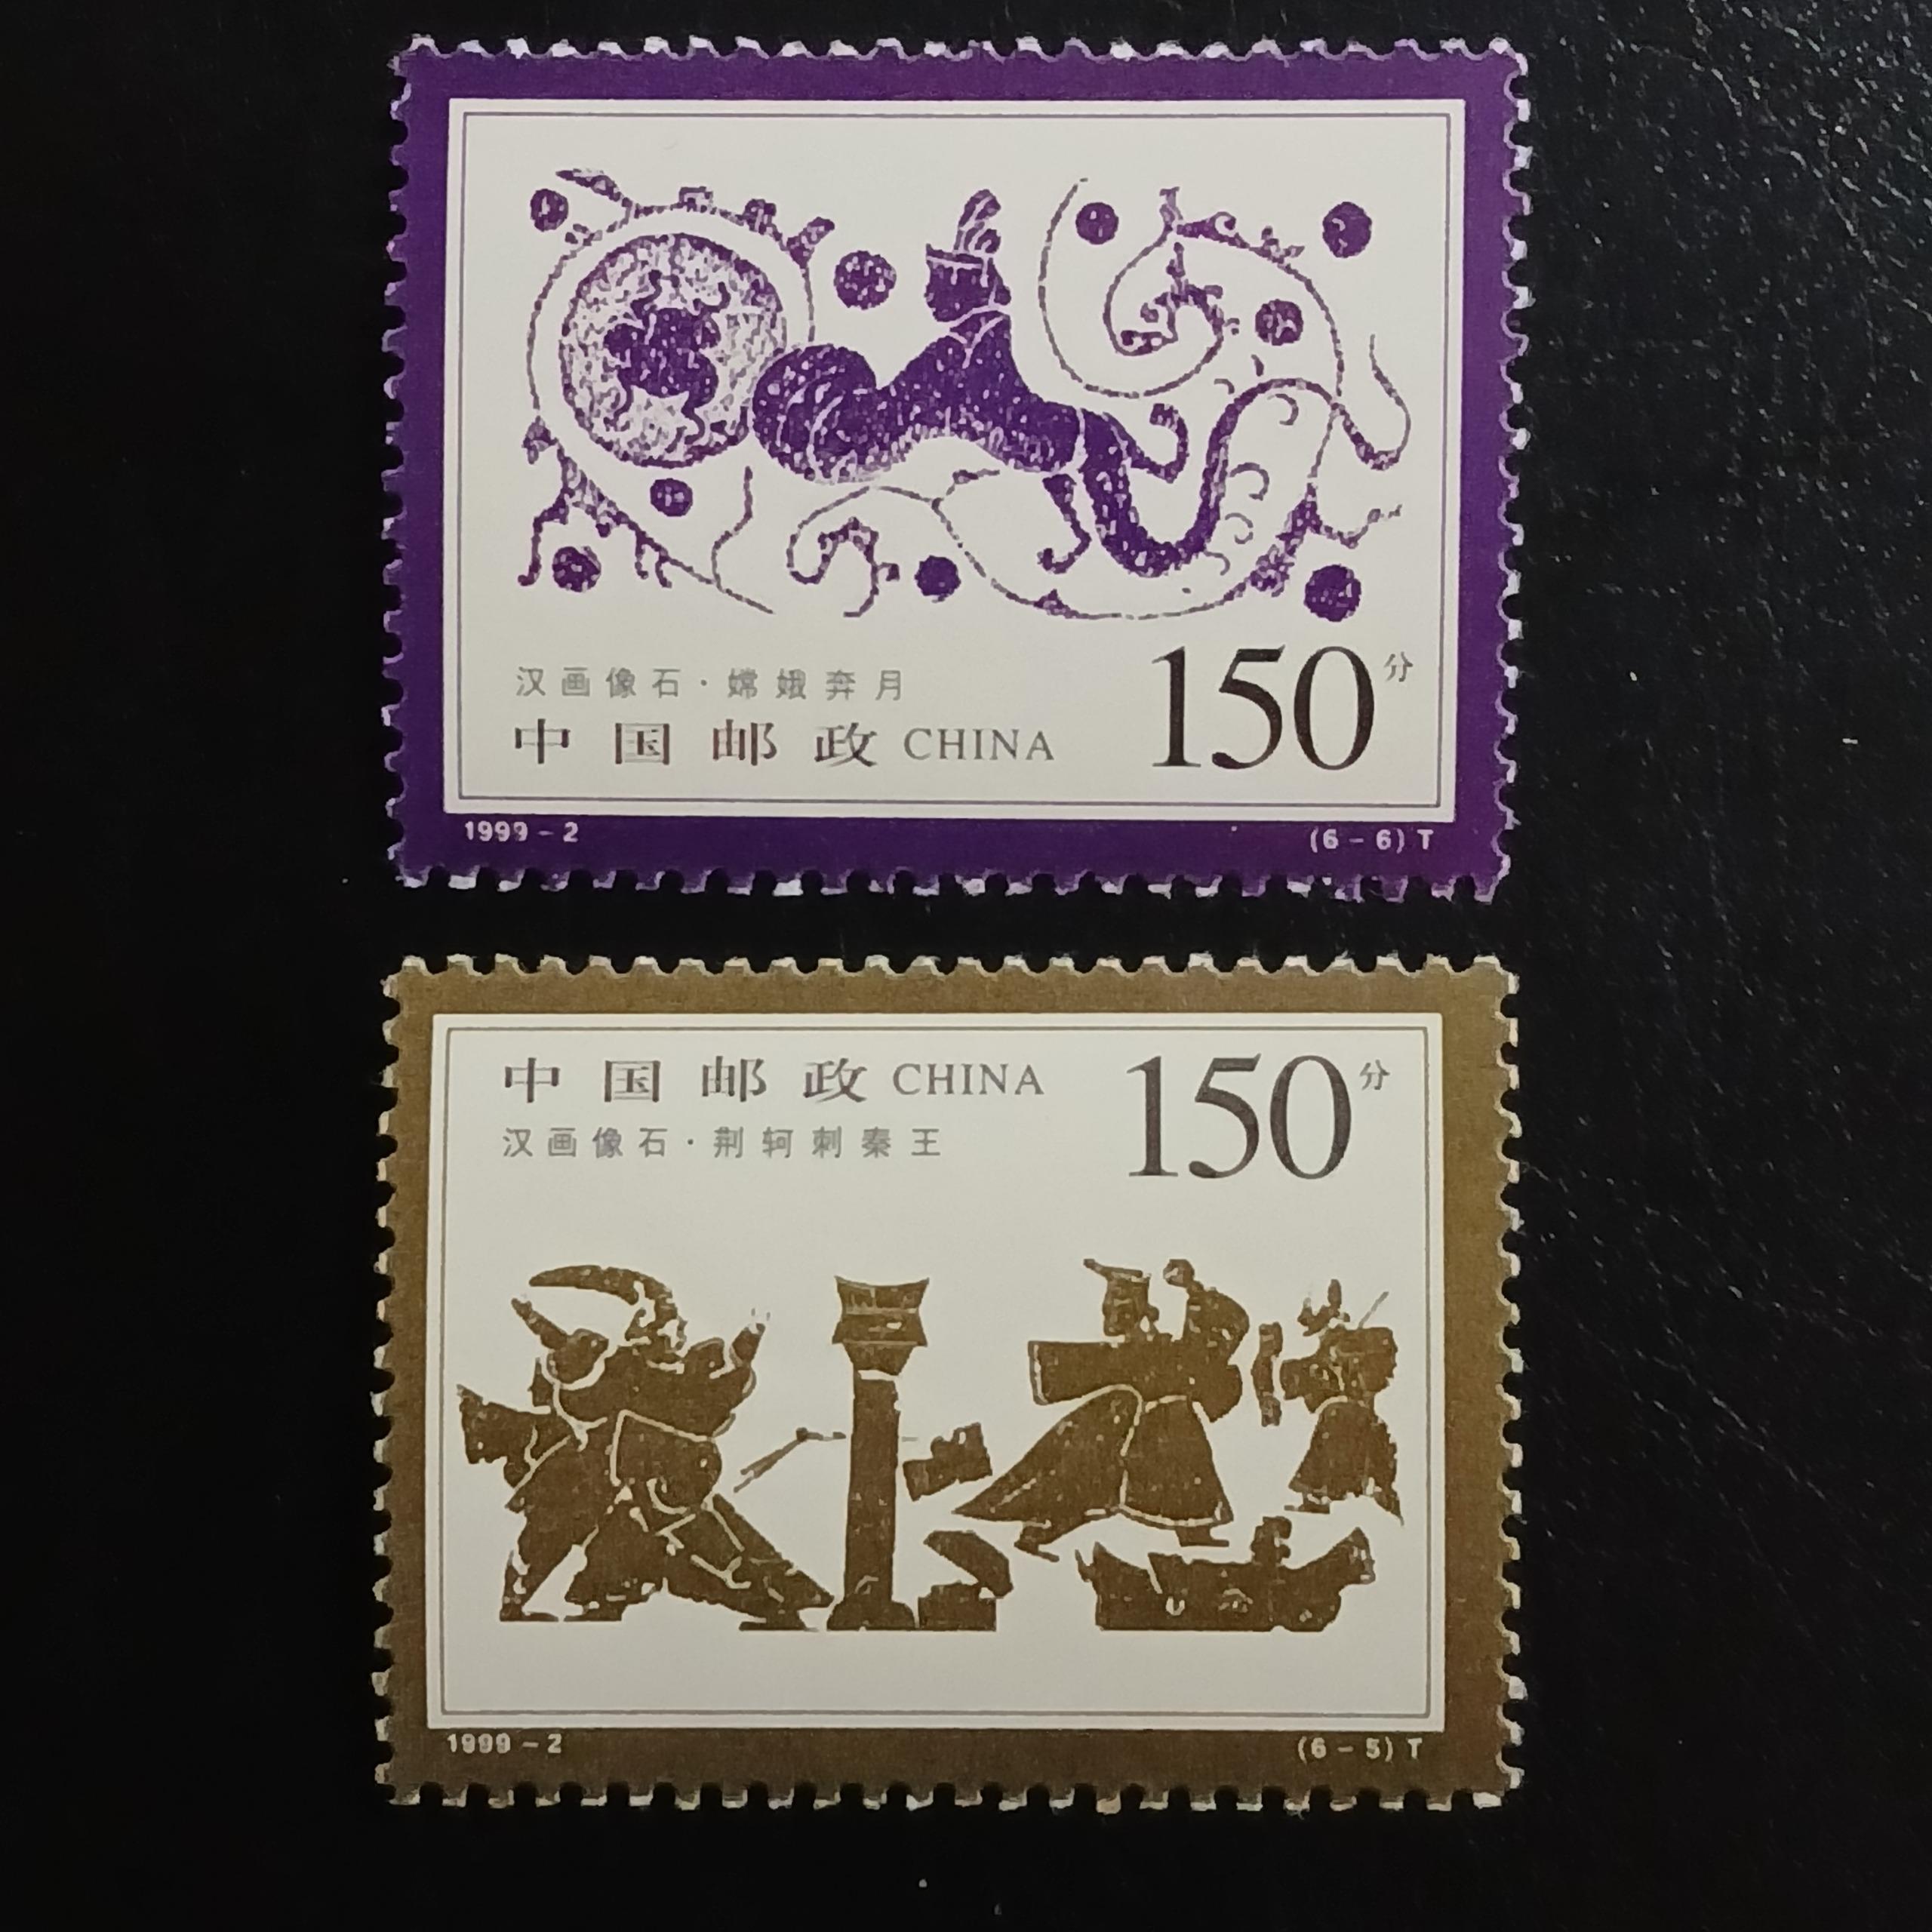 汉画像石·嫦娥奔月
中国邮政 CHINA 150分
1999-2 (6-6)T
中国邮政 CHINA 150分
汉画像石·荆轲刺秦王
1999-2 (6-5)T